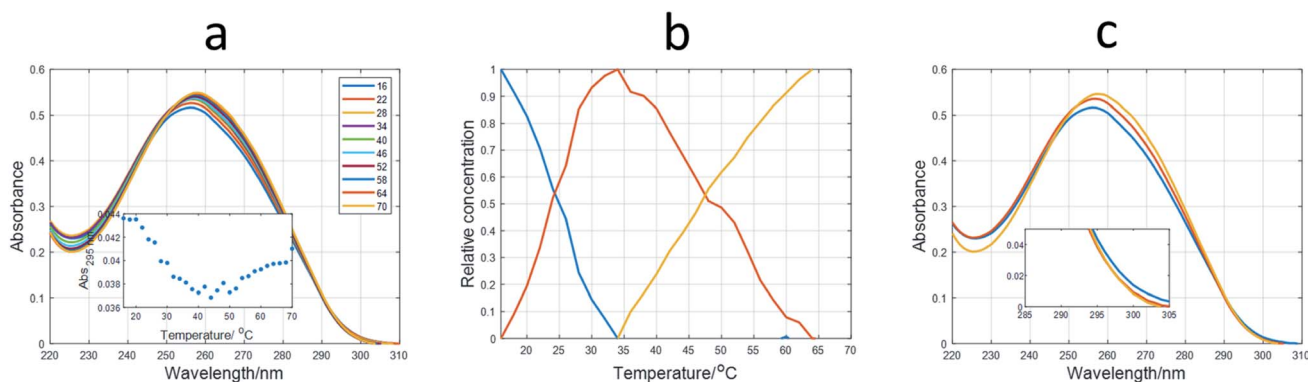 a
b
c
0.6
0.5
0.4
0.3
0.2
0.1
0
Absorbance
220 230 240 250 260 270 280 290 300 310
Wavelength/nm
16
22
28
34
40
46
52
58
64
70
0.044
0.042
0.04
0.038
0.036
Abs 295 nm
20 30 40 50 60 70
Temperature/ °C
1
0.9
0.8
0.7
0.6
0.5
0.4
0.3
0.2
0.1
0
Relative concentration
20 25 30 35 40 45 50 55 60 65 70
Temperature/°C
0.6
0.5
0.4
0.3
0.2
0.1
0
Absorbance
220 230 240 250 260 270 280 290 300 310
Wavelength/nm
0.04
0.02
0
285 290 295 300 305